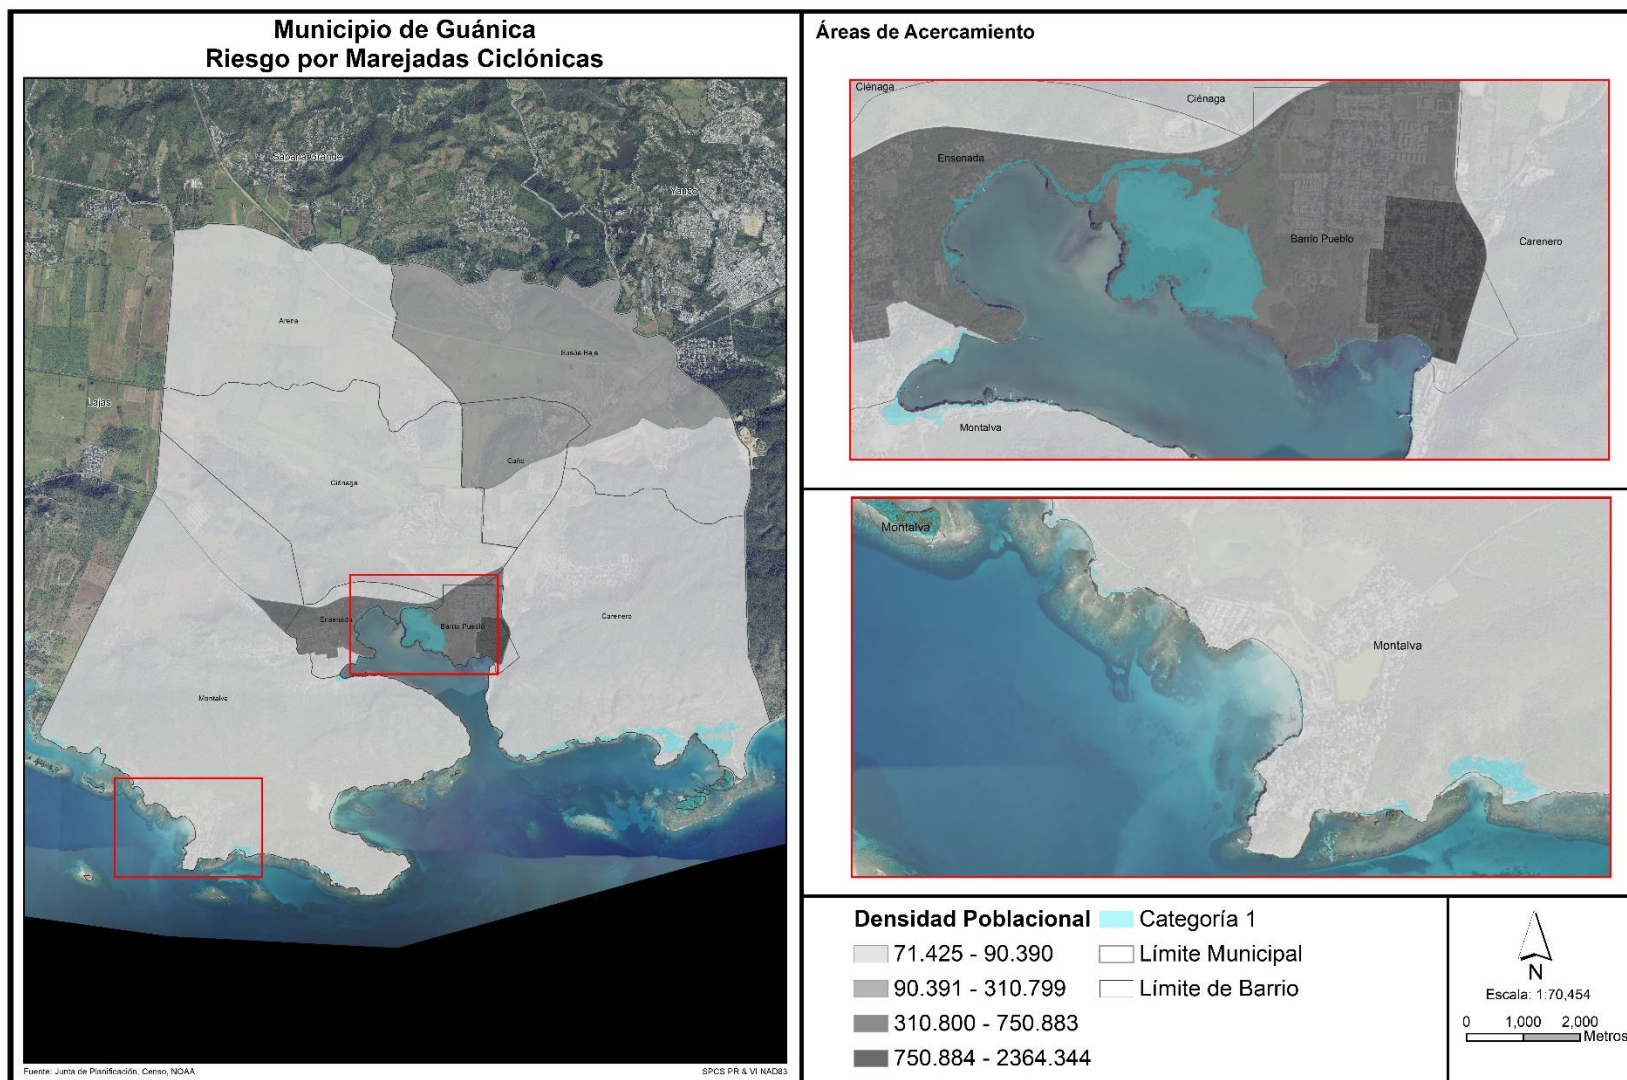 Municipio de Guánica
Riesgo por Marejadas Ciclónicas
Sabana Grande
Yauco
Arena
Susúa Baja
Lajas
Caño
Ciénaga
Ensenada
Barrio Pueblo
Carenero
Montalva
Fuente: Junta de Planificación, Censo, NOAA
SPCS PR & VI NAD83
Áreas de Acercamiento
Ciénaga
Ciénaga
Ensenada
Barrio Pueblo
Carenero
Montalva
Montalva
Montalva
Densidad Poblacional
71.425 - 90.390
90.391 - 310.799
310.800 - 750.883
750.884 - 2364.344
Categoría 1
Límite Municipal
Límite de Barrio
N
Escala: 1:70,454
0 1,000 2,000
Metros